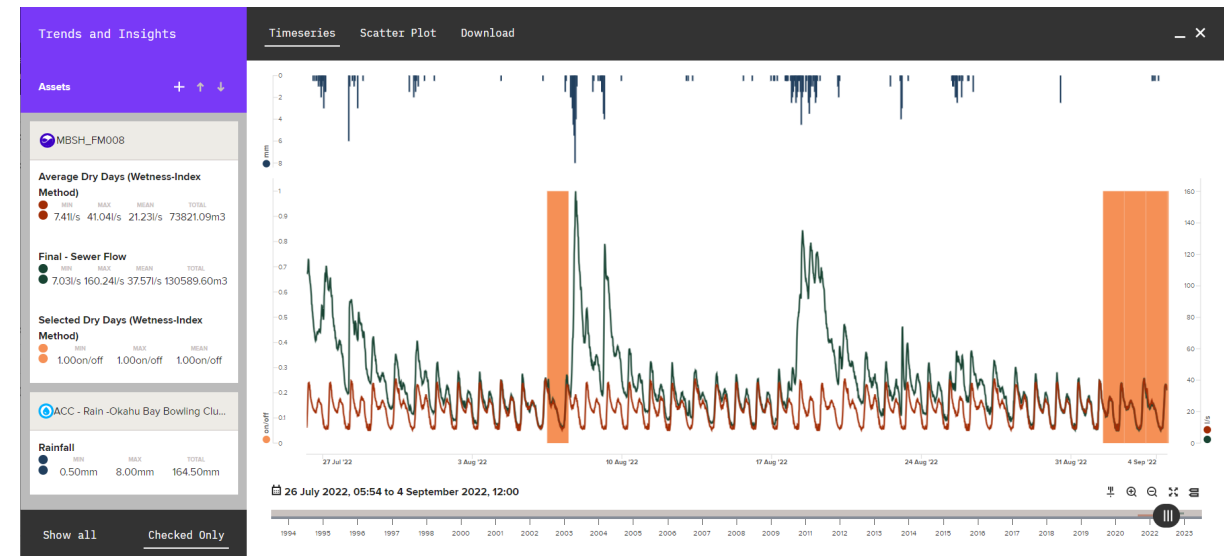 Trends and Insights
Assets
MBSH_FM008
Average Dry Days (Wetness-Index
Method)
MIN MAX MEAN TOTAL
7.41l/s 41.04l/s 21.23l/s 73821.09m3
Final - Sewer Flow
MIN MAX MEAN TOTAL
7.03l/s 160.24l/s 37.57l/s 130589.60m3
Selected Dry Days (Wetness-Index
Method)
MIN MAX MEAN
1.00on/off 1.00on/off 1.00on/off
ACC - Rain -Okahu Bay Bowling Clu...
Rainfall
MIN MAX TOTAL
0.50mm 8.00mm 164.50mm
Show all Checked Only
Timeseries Scatter Plot Download
0
2
4
6
8
mm
1
0.9
0.8
0.7
0.6
0.5
0.4
0.3
0.2
0.1
0
on/off
160
140
120
100
80
60
40
20
0
l/s
27 Jul '22 3 Aug '22 10 Aug '22 17 Aug '22 24 Aug '22 31 Aug '22 4 Sep '22
26 July 2022, 05:54 to 4 September 2022, 12:00
1994 1995 1996 1997 1998 1999 2000 2001 2002 2003 2004 2005 2006 2007 2008 2009 2011 2012 2013 2014 2015 2016 2017 2018 2019 2020 2022 2023